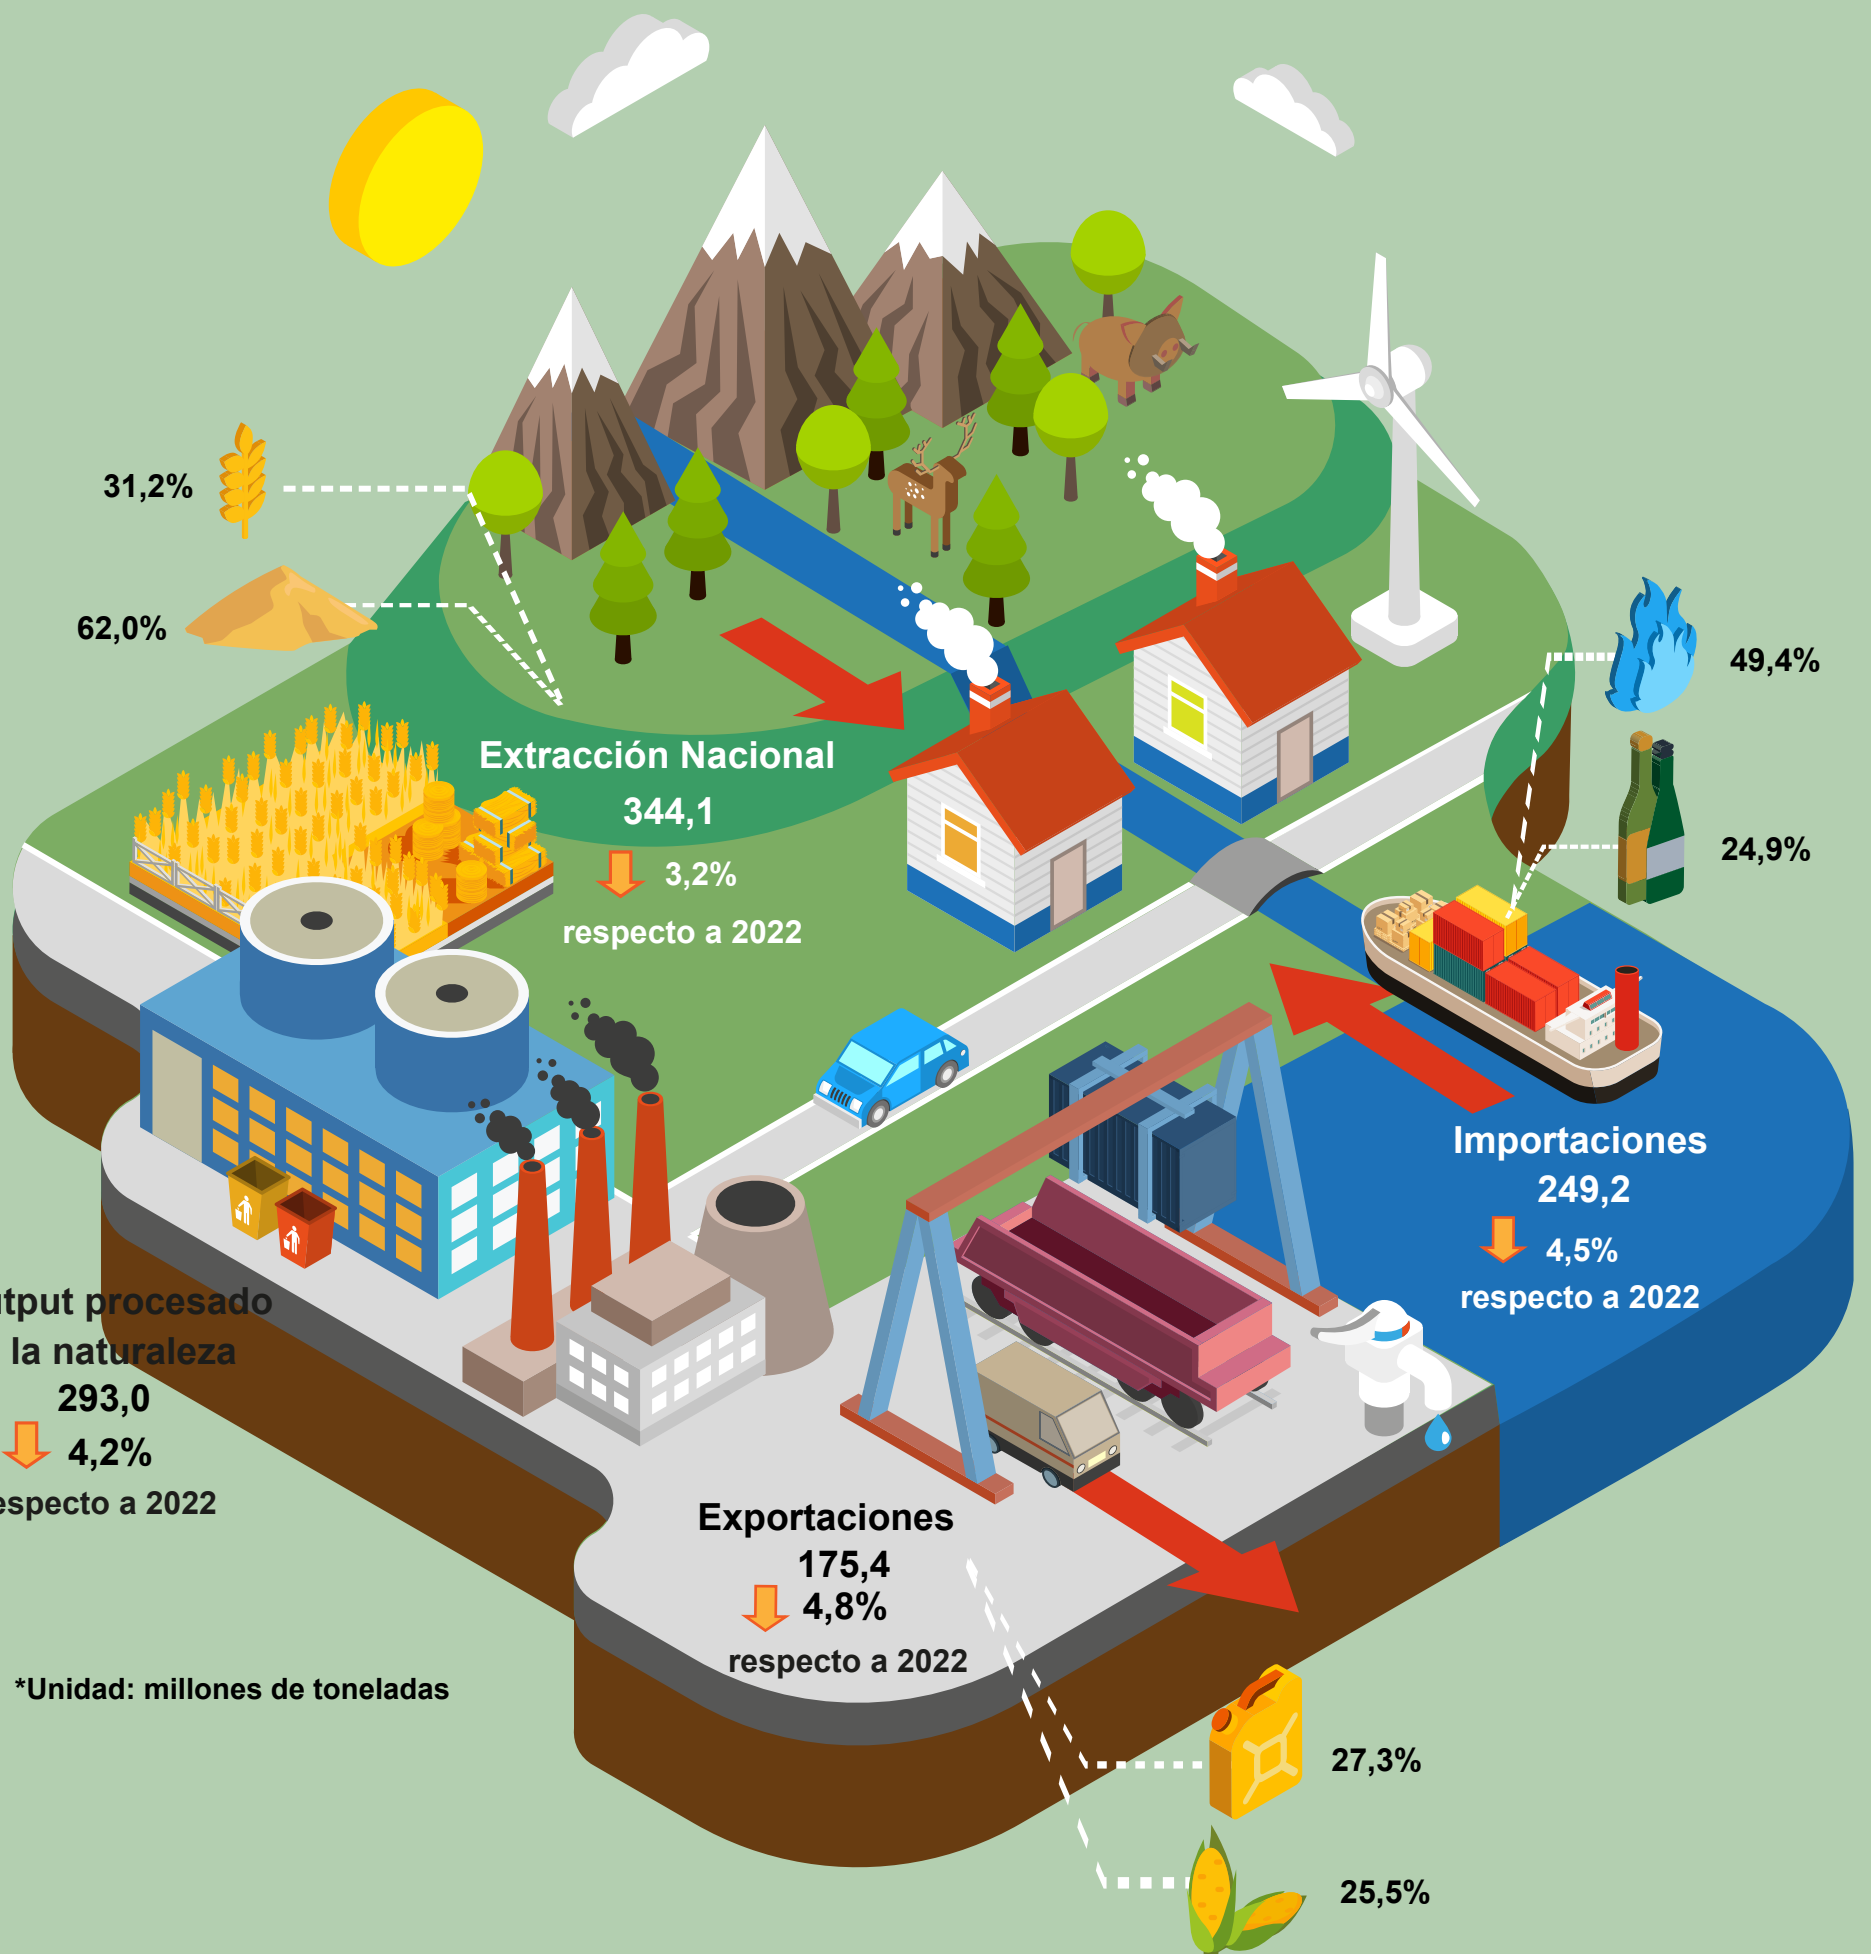 31,2%
62,0%
49,4%
24,9%
Extracción Nacional
344,1
3,2%
respecto a 2022
Importaciones
249,2
4,5%
respecto a 2022
procesado
la naturaleza
293,0
4,2%
a 2022
Exportaciones
175,4
4,8%
respecto a 2022
*Unidad: millones de toneladas
27,3%
25,5%